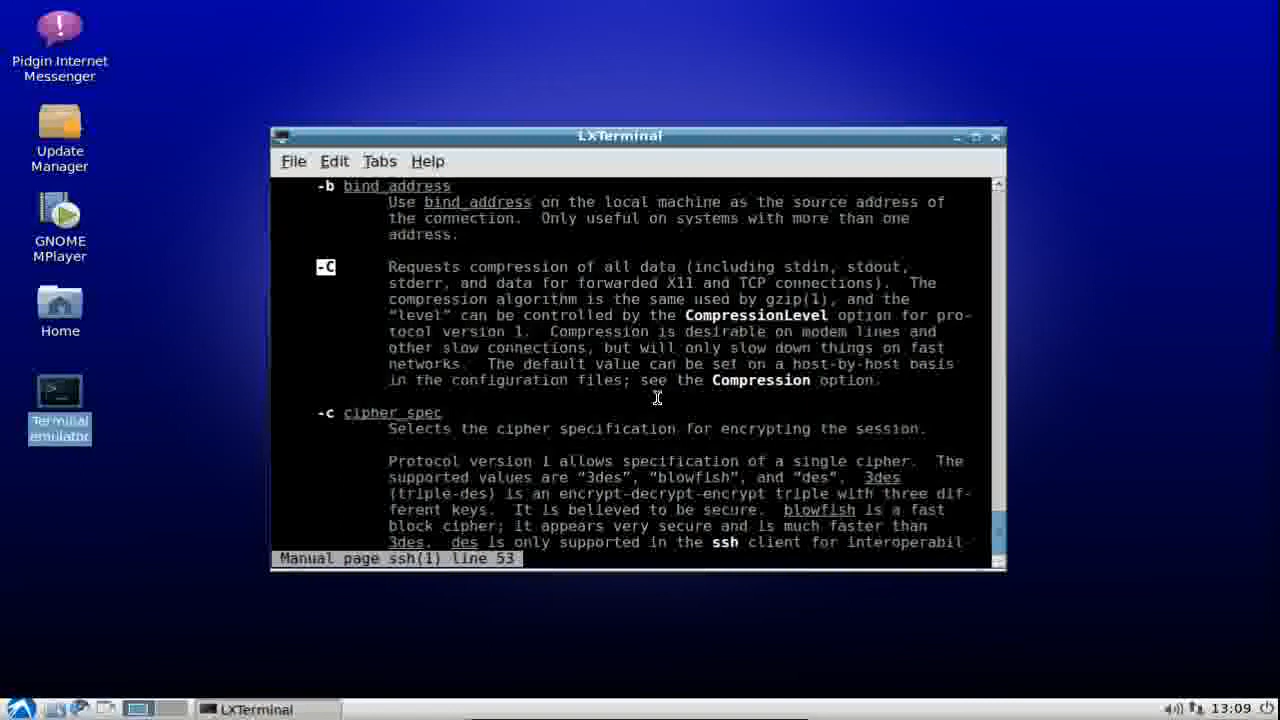 Pidgin Internet
Messenger
Update
Manager
GNOME
MPlayer
Home
Terminal
emulator
LXTerminal
File Edit Tabs Help
-b bind_address
Use bind_address on the local machine as the source address of
the connection.  Only useful on systems with more than one
address.
-C Requests compression of all data (including stdin, stdout,
stderr, and data for forwarded X11 and TCP connections).  The
compression algorithm is the same used by gzip(1), and the
“level” can be controlled by the CompressionLevel option for pro-
tocol version 1.  Compression is desirable on modem lines and
other slow connections, but will only slow down things on fast
networks.  The default value can be set on a host-by-host basis
in the configuration files; see the Compression option.
-c cipher_spec
Selects the cipher specification for encrypting the session.
Protocol version 1 allows specification of a single cipher.  The
supported values are “3des”, “blowfish”, and “des”.  3des
(triple-des) is an encrypt-decrypt-encrypt triple with three dif-
ferent keys.  It is believed to be secure.  blowfish is a fast
block cipher; it appears very secure and is much faster than
3des.  des is only supported in the ssh client for interoperabil-
Manual page ssh(1) line 53
LXTerminal
13:09